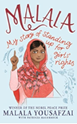 MALALA
My story of standing
up for girls'
rights
WINNER OF THE NOBEL PEACE PRIZE
MALALA YOUSAFZAI